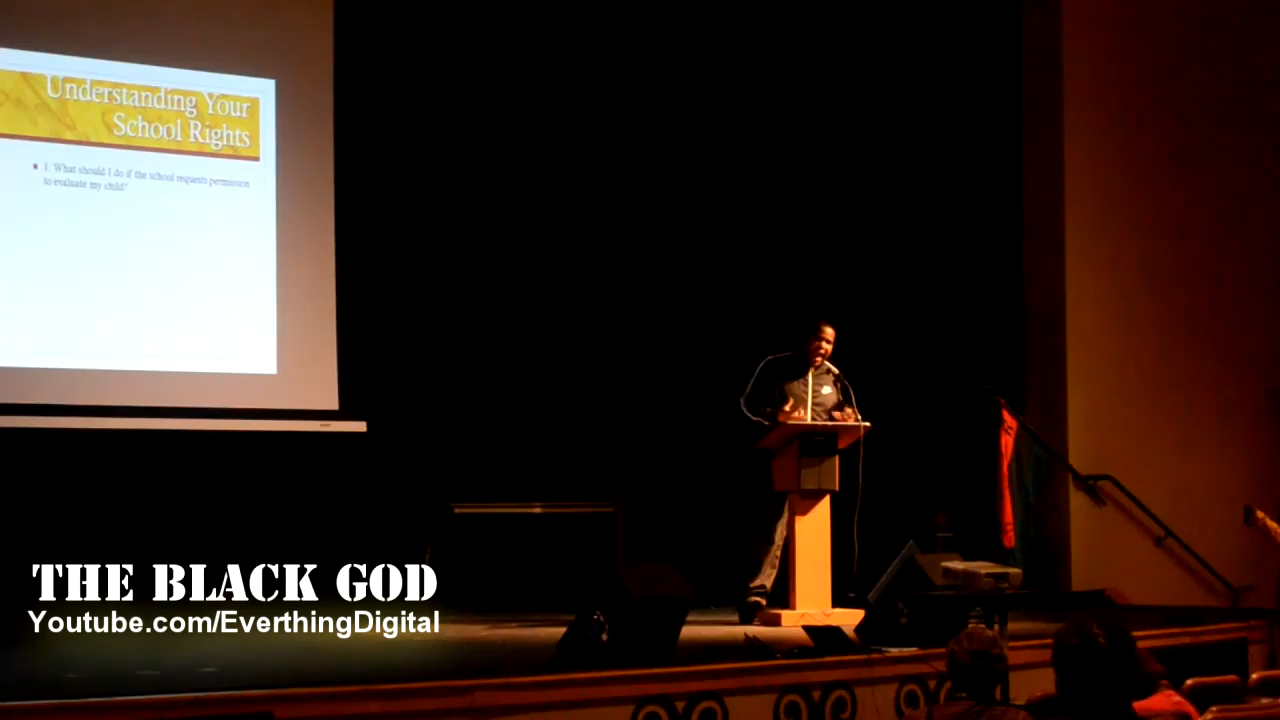 Understanding Your
School Rights
1. What should I do if the school requests permission
to evaluate my child?
THE BLACK GOD
Youtube.com/EverthingDigital